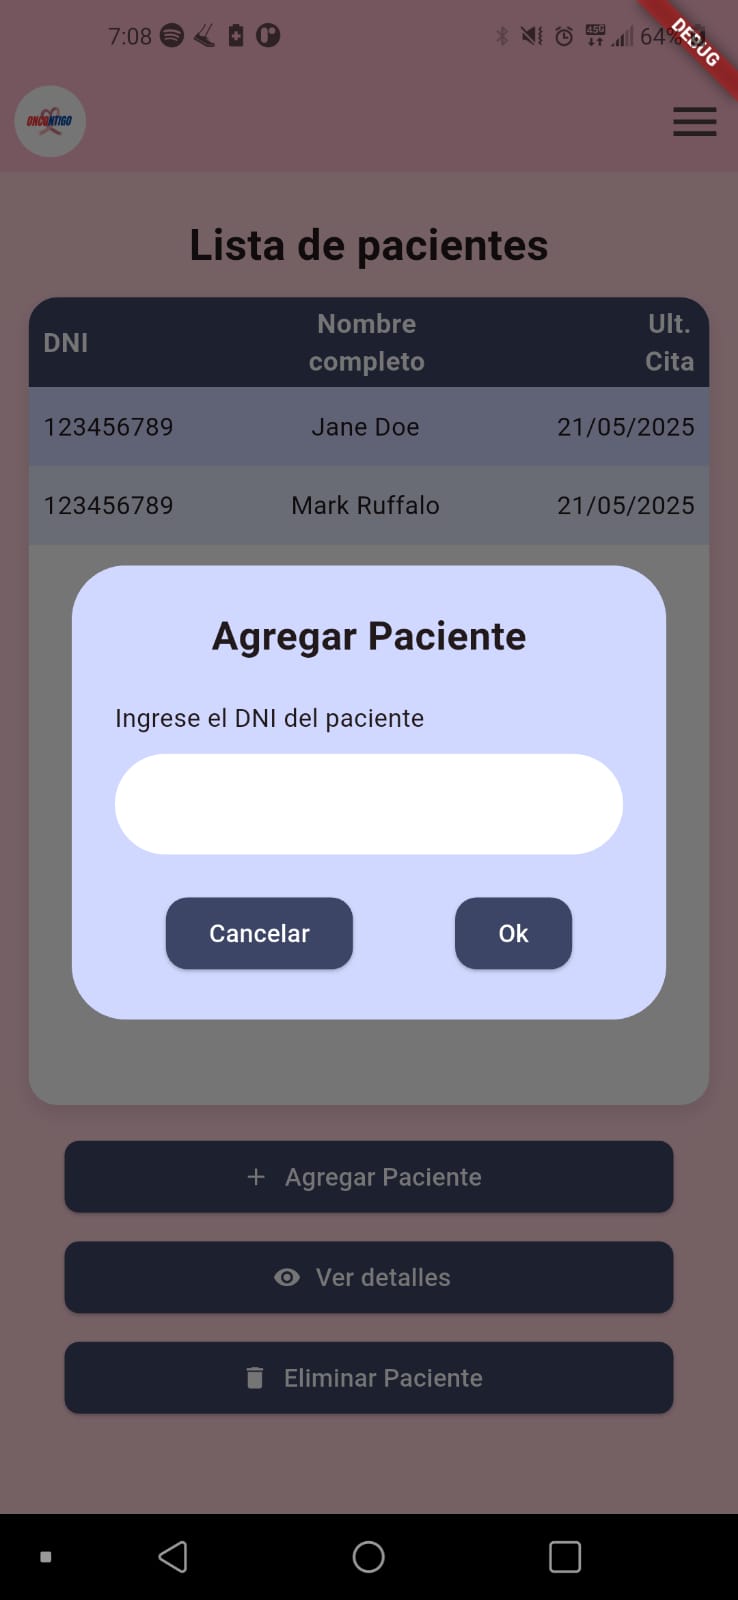 7:08
45G
64%
DEBUG
ONCONTIGO
Lista de pacientes
DNI
Nombre completo
Ult. Cita
123456789 Jane Doe 21/05/2025
123456789 Mark Ruffalo 21/05/2025
Agregar Paciente
Ingrese el DNI del paciente
Cancelar Ok
Agregar Paciente
Ver detalles
Eliminar Paciente